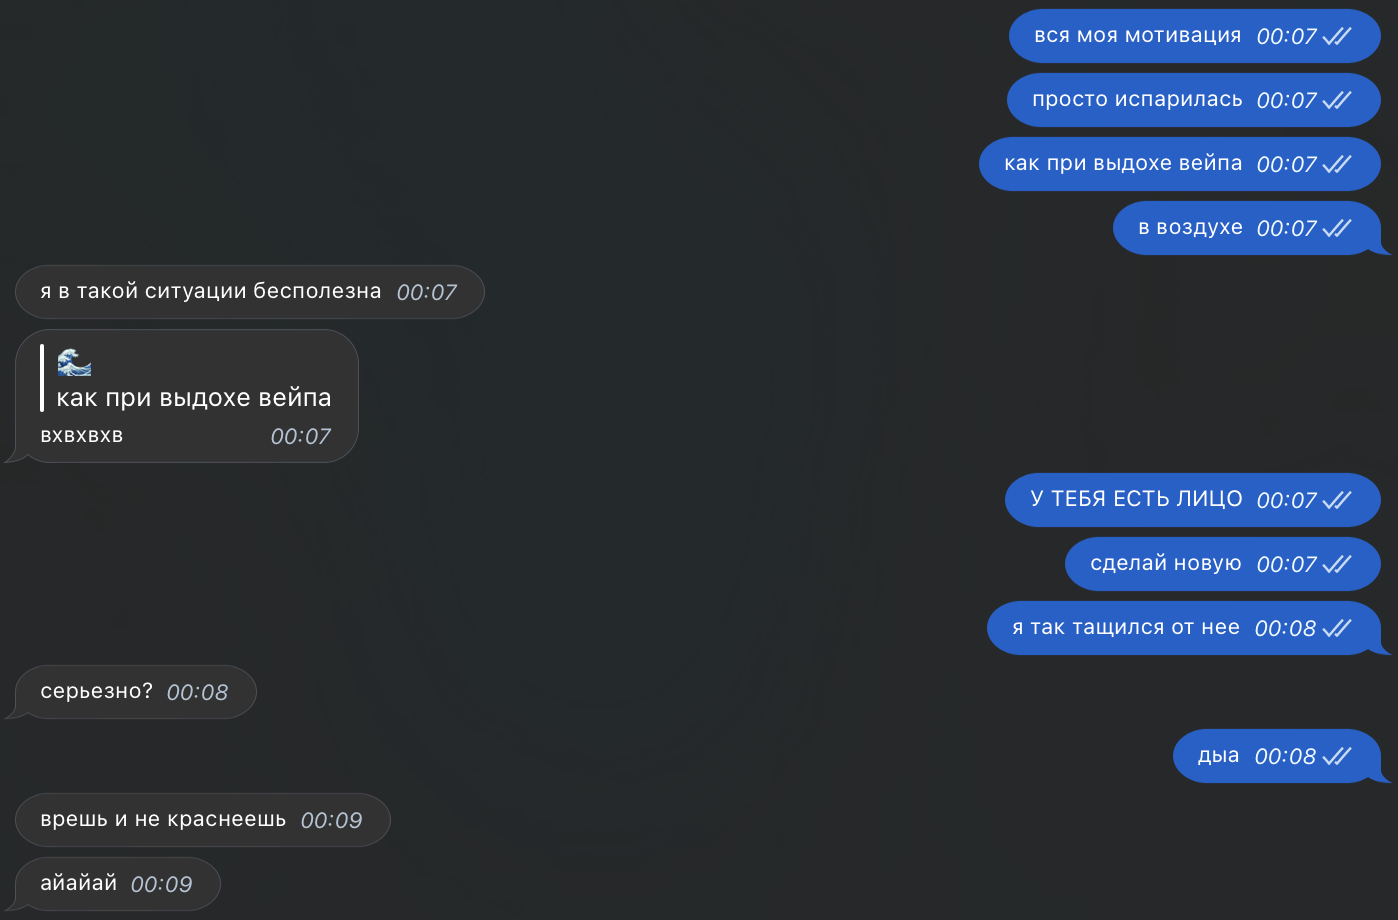 вся моя мотивация 00:07
просто испарилась 00:07
как при выдохе вейпа 00:07
в воздухе 00:07
я в такой ситуации бесполезна 00:07
🌊
как при выдохе вейпа
вхвхвхв 00:07
У ТЕБЯ ЕСТЬ ЛИЦО 00:07
сделай новую 00:07
я так тащился от нее 00:08
серьезно? 00:08
дыа 00:08
врешь и не краснеешь 00:09
айайай 00:09